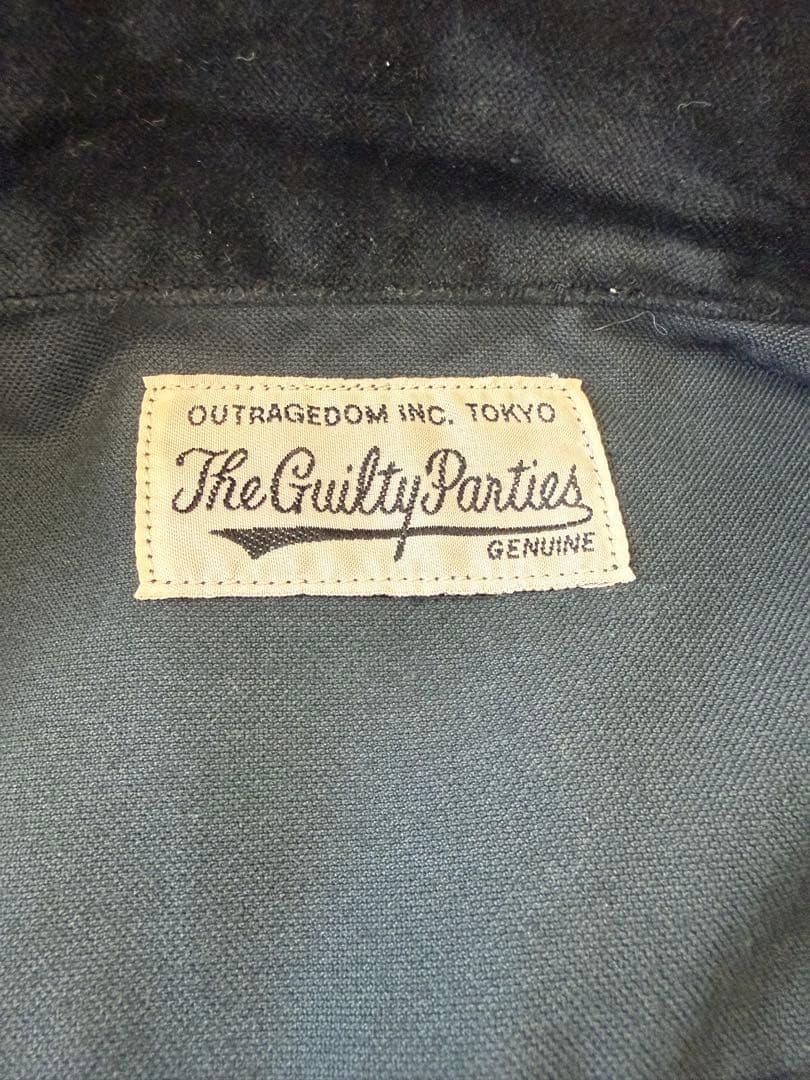 OUTRAGEDOM INC. TOKYO
The Guilty Parties
GENUINE